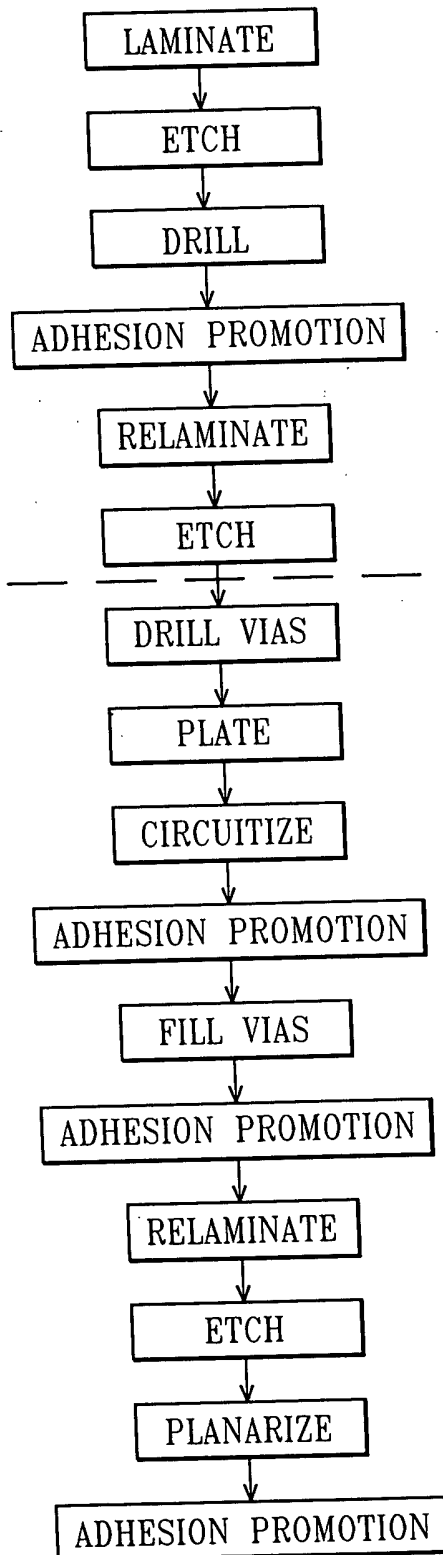 LAMINATE
ETCH
DRILL
ADHESION PROMOTION
RELAMINATE
ETCH
DRILL VIAS
PLATE
CIRCUITIZE
ADHESION PROMOTION
FILL VIAS
ADHESION PROMOTION
RELAMINATE
ETCH
PLANARIZE
ADHESION PROMOTION